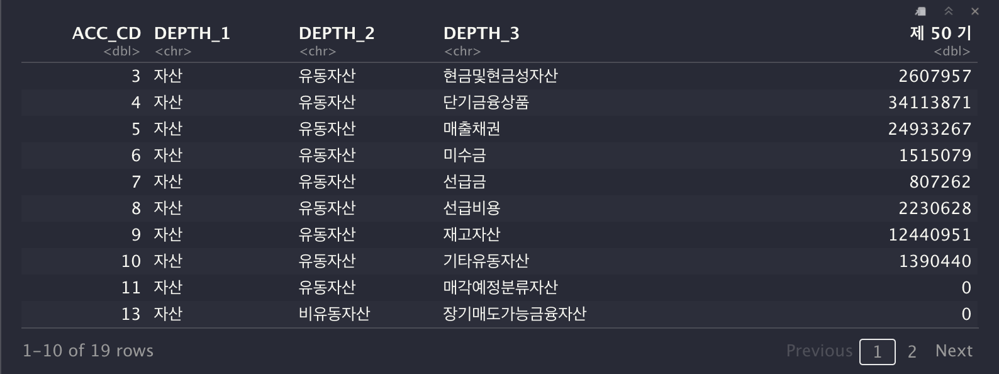 ACC_CD DEPTH_1 DEPTH_2 DEPTH_3 제 50 기
<dbl> <chr> <chr> <chr> <dbl>
3 자산 유동자산 현금및현금성자산 2607957
4 자산 유동자산 단기금융상품 34113871
5 자산 유동자산 매출채권 24933267
6 자산 유동자산 미수금 1515079
7 자산 유동자산 선급금 807262
8 자산 유동자산 선급비용 2230628
9 자산 유동자산 재고자산 12440951
10 자산 유동자산 기타유동자산 1390440
11 자산 유동자산 매각예정분류자산 0
13 자산 비유동자산 장기매도가능금융자산 0
1-10 of 19 rows Previous 1 2 Next